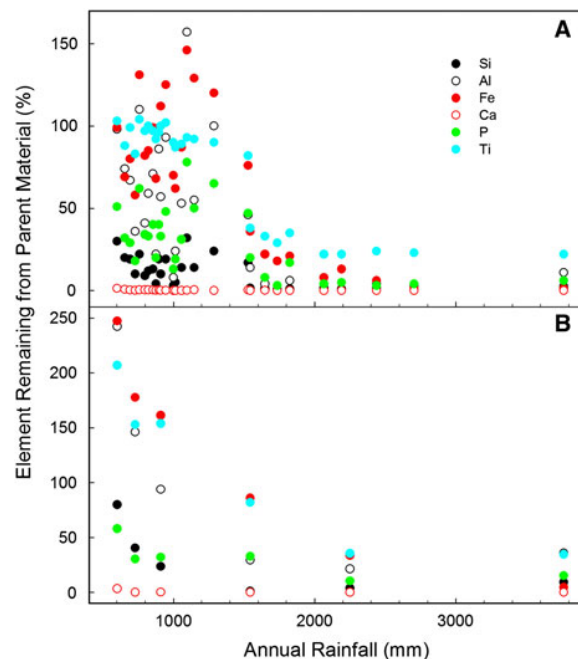 A
150
100
50
0
Si
Al
Fe
Ca
P
Ti
B
250
200
150
100
50
0
1000
2000
3000
Annual Rainfall (mm)
Element Remaining from Parent Material (%)